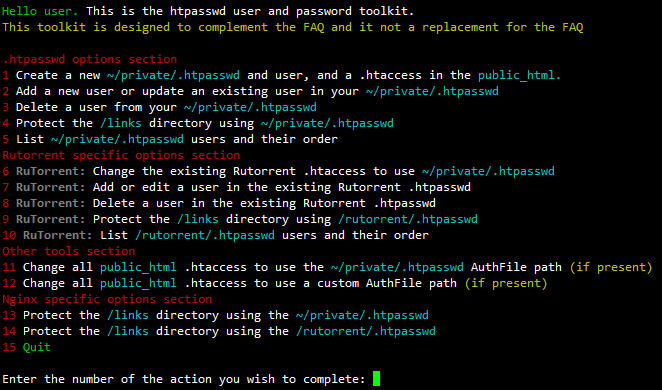 Hello user. This is the htpasswd user and password toolkit.
This toolkit is designed to complement the FAQ and it not a replacement for the FAQ
.htpasswd options section
1 Create a new ~/private/.htpasswd and user, and a .htaccess in the public_html.
2 Add a new user or update an existing user in your ~/private/.htpasswd
3 Delete a user from your ~/private/.htpasswd
4 Protect the /links directory using ~/private/.htpasswd
5 List ~/private/.htpasswd users and their order
Rutorrent specific options section
6 RuTorrent: Change the existing Rutorrent .htaccess to use ~/private/.htpasswd
7 RuTorrent: Add or edit a user in the existing Rutorrent .htpasswd
8 RuTorrent: Delete a user in the existing Rutorrent .htpasswd
9 RuTorrent: Protect the /links directory using /rutorrent/.htpasswd
10 RuTorrent: List /rutorrent/.htpasswd users and their order
Other tools section
11 Change all public_html .htaccess to use the ~/private/.htpasswd AuthFile path (if present)
12 Change all public_html .htaccess to use a custom AuthFile path (if present)
Nginx specific options section
13 Protect the /links directory using the ~/private/.htpasswd
14 Protect the /links directory using the /rutorrent/.htpasswd
15 Quit
Enter the number of the action you wish to complete: